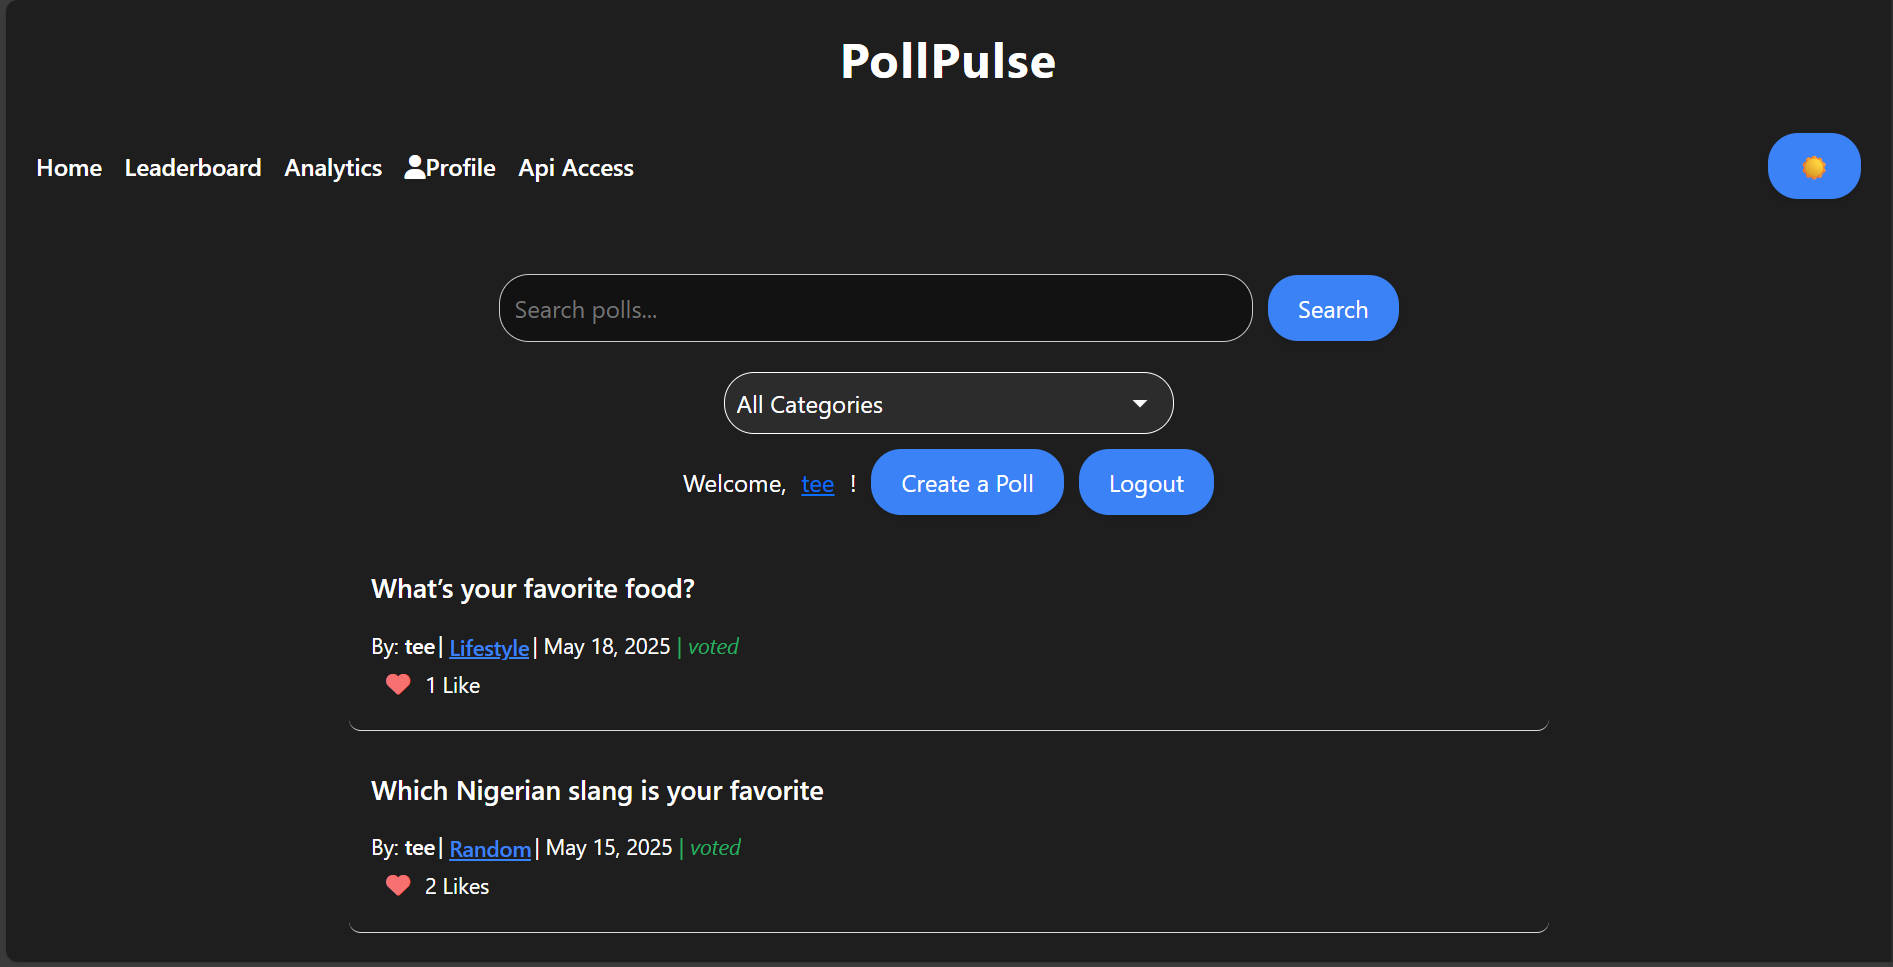 PollPulse
Home Leaderboard Analytics Profile Api Access
Search polls... Search
All Categories
Welcome, tee ! Create a Poll Logout
What’s your favorite food?
By: tee | Lifestyle | May 18, 2025 | voted
1 Like
Which Nigerian slang is your favorite
By: tee | Random | May 15, 2025 | voted
2 Likes